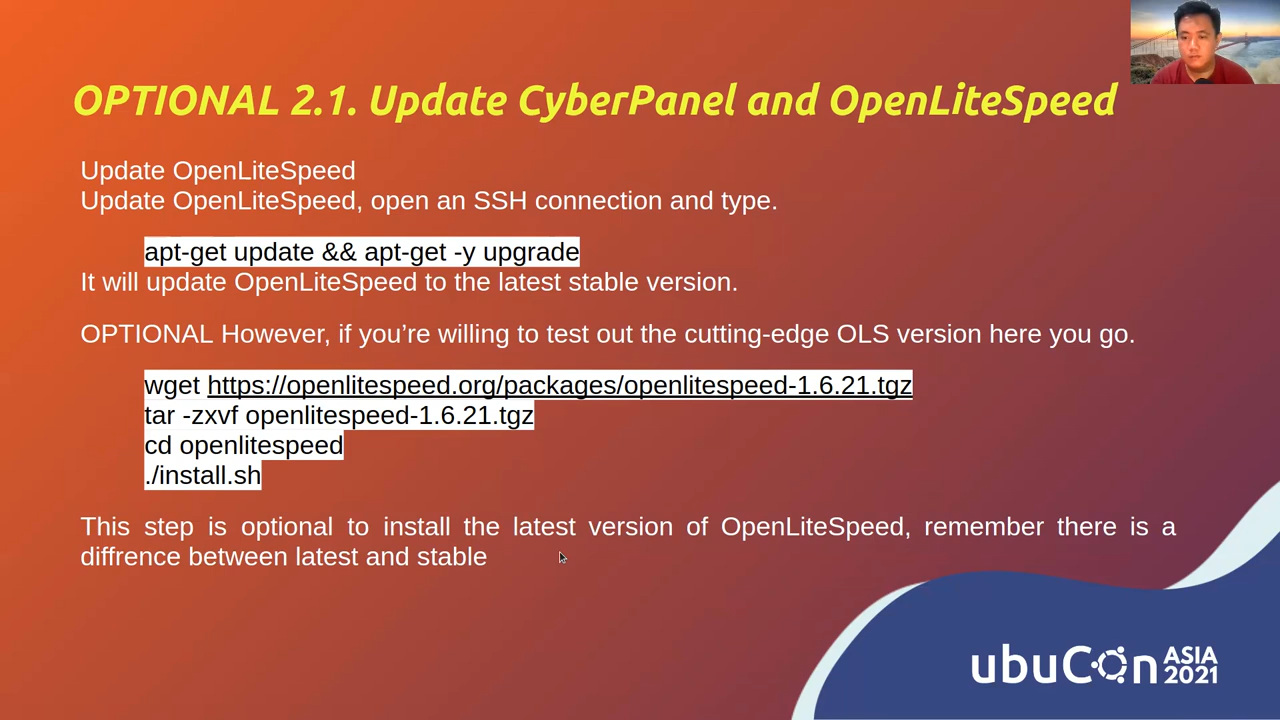 OPTIONAL 2.1. Update CyberPanel and OpenLiteSpeed
Update OpenLiteSpeed
Update OpenLiteSpeed, open an SSH connection and type.
apt-get update && apt-get -y upgrade
It will update OpenLiteSpeed to the latest stable version.
OPTIONAL However, if you’re willing to test out the cutting-edge OLS version here you go.
wget https://openlitespeed.org/packages/openlitespeed-1.6.21.tgz
tar -zxvf openlitespeed-1.6.21.tgz
cd openlitespeed
./install.sh
This step is optional to install the latest version of OpenLiteSpeed, remember there is a
diffrence between latest and stable
ubuCon ASIA
2021